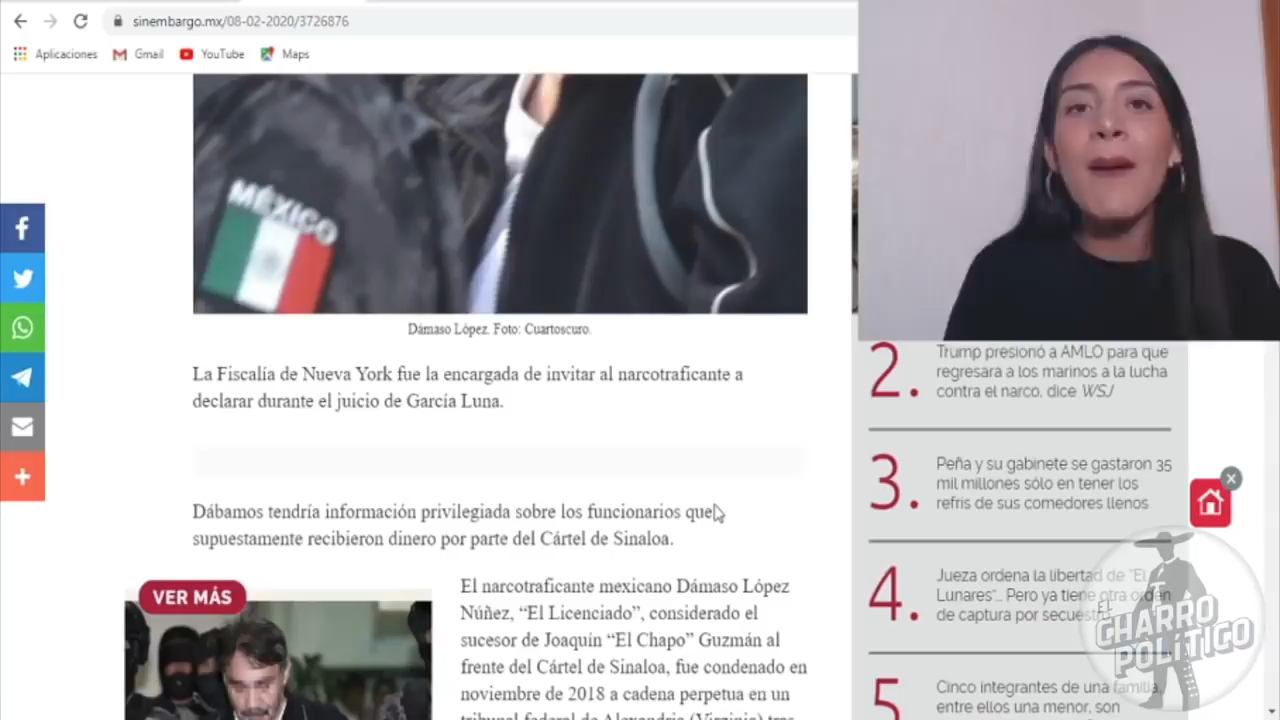 sinembargo.mx/08-02-2020/3726876
Aplicaciones Gmail YouTube Maps
MÉXICO
Dámaso López. Foto: Cuartoscuro.
La Fiscalía de Nueva York fue la encargada de invitar al narcotraficante a
declarar durante el juicio de García Luna.
Dábamos tendría información privilegiada sobre los funcionarios que
supuestamente recibieron dinero por parte del Cártel de Sinaloa.
VER MÁS
El narcotraficante mexicano Dámaso López
Núñez, “El Licenciado”, considerado el
sucesor de Joaquín “El Chapo” Guzmán al
frente del Cártel de Sinaloa, fue condenado en
noviembre de 2018 a cadena perpetua en un
tribunal federal de Alexandria (Virginia) tras
2. Trump presionó a AMLO para que
regresara a los marinos a la lucha
contra el narco, dice WSJ
3. Peña y su gabinete se gastaron 35
mil millones sólo en tener los
refris de sus comedores llenos
4. Jueza ordena la libertad de "El
Lunares"... Pero ya tiene otra orden
de captura por secuestro
5. Cinco integrantes de una familia,
entre ellos una menor, son
EL
CHARRO
POLÍTICO